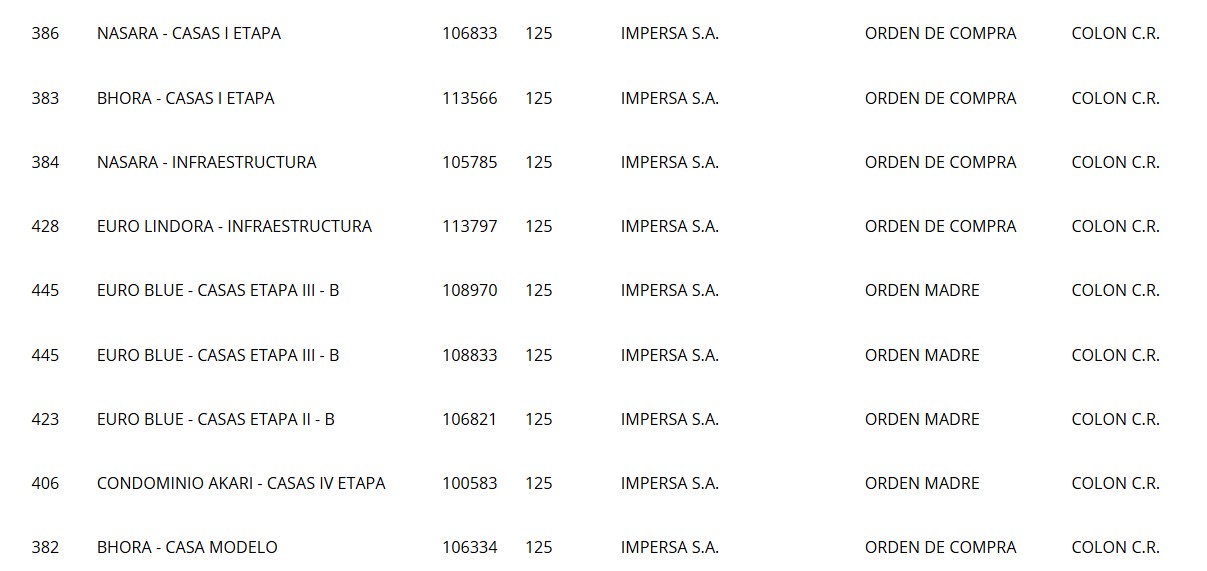 386 NASARA - CASAS I ETAPA 106833 125 IMPERSA S.A. ORDEN DE COMPRA COLON C.R.
383 BHORA - CASAS I ETAPA 113566 125 IMPERSA S.A. ORDEN DE COMPRA COLON C.R.
384 NASARA - INFRAESTRUCTURA 105785 125 IMPERSA S.A. ORDEN DE COMPRA COLON C.R.
428 EURO LINDORA - INFRAESTRUCTURA 113797 125 IMPERSA S.A. ORDEN DE COMPRA COLON C.R.
445 EURO BLUE - CASAS ETAPA III - B 108970 125 IMPERSA S.A. ORDEN MADRE COLON C.R.
445 EURO BLUE - CASAS ETAPA III - B 108833 125 IMPERSA S.A. ORDEN MADRE COLON C.R.
423 EURO BLUE - CASAS ETAPA II - B 106821 125 IMPERSA S.A. ORDEN MADRE COLON C.R.
406 CONDOMINIO AKARI - CASAS IV ETAPA 100583 125 IMPERSA S.A. ORDEN MADRE COLON C.R.
382 BHORA - CASA MODELO 106334 125 IMPERSA S.A. ORDEN DE COMPRA COLON C.R.